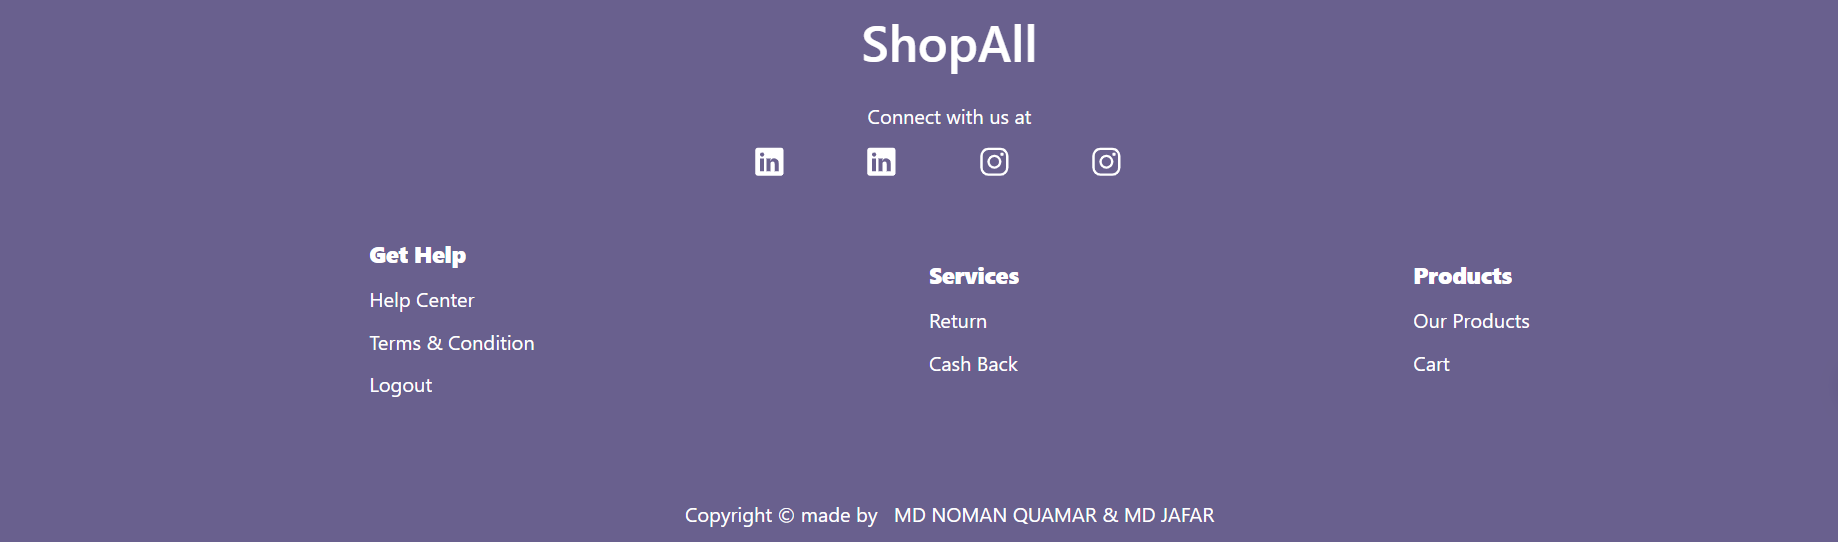 ShopAll
Connect with us at
Get Help
Help Center
Terms & Condition
Logout
Services
Return
Cash Back
Products
Our Products
Cart
Copyright © made by MD NOMAN QUAMAR & MD JAFAR